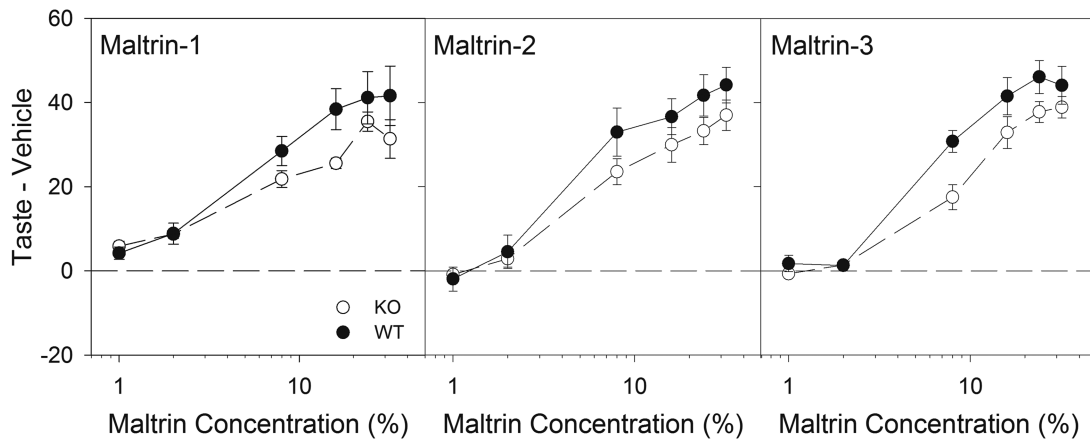 60
40
20
0
-20
Taste - Vehicle
Maltrin-1
Maltrin-2
Maltrin-3
KO
WT
1 10
1 10
1 10
Maltrin Concentration (%)
Maltrin Concentration (%)
Maltrin Concentration (%)